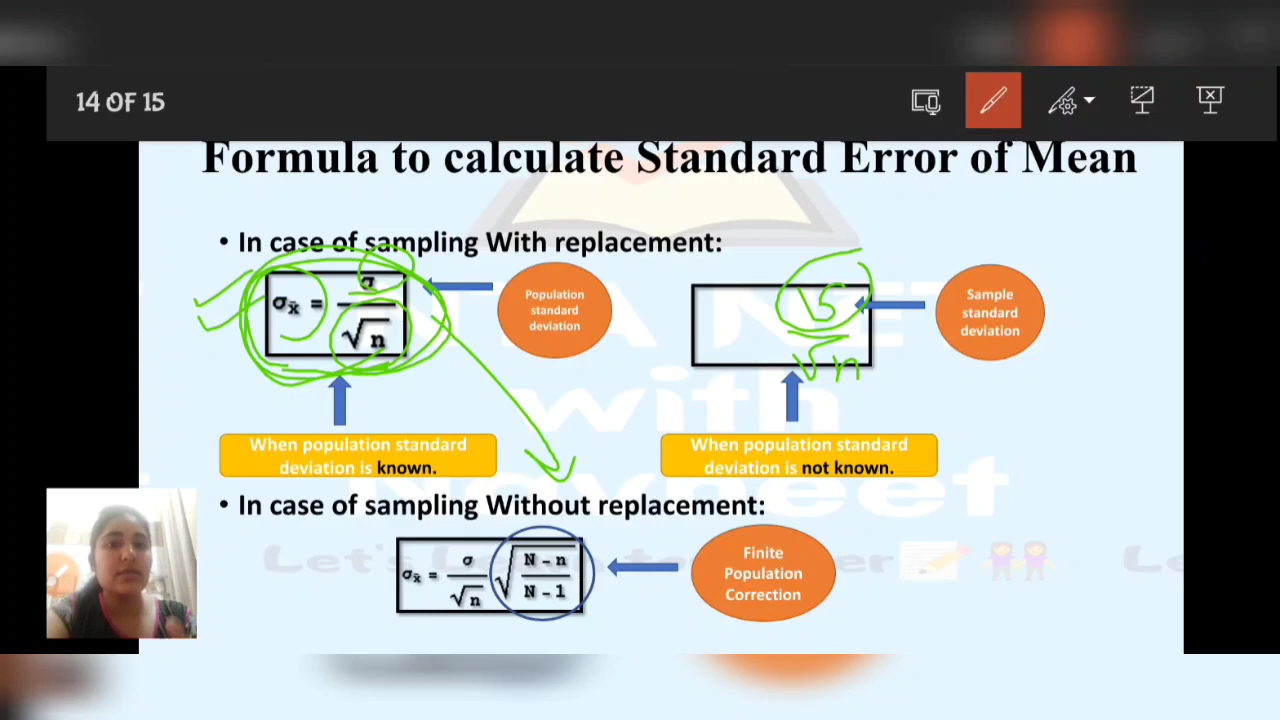 14 OF 15
Formula to calculate Standard Error of Mean
• In case of sampling With replacement:
σx̄ = σ / √n
Population
standard
deviation
s
√n
Sample
standard
deviation
When population standard
deviation is known.
When population standard
deviation is not known.
with
Navneet
• In case of sampling Without replacement:
σx̄ = σ / √n √(N - n / N - 1)
Finite
Population
Correction